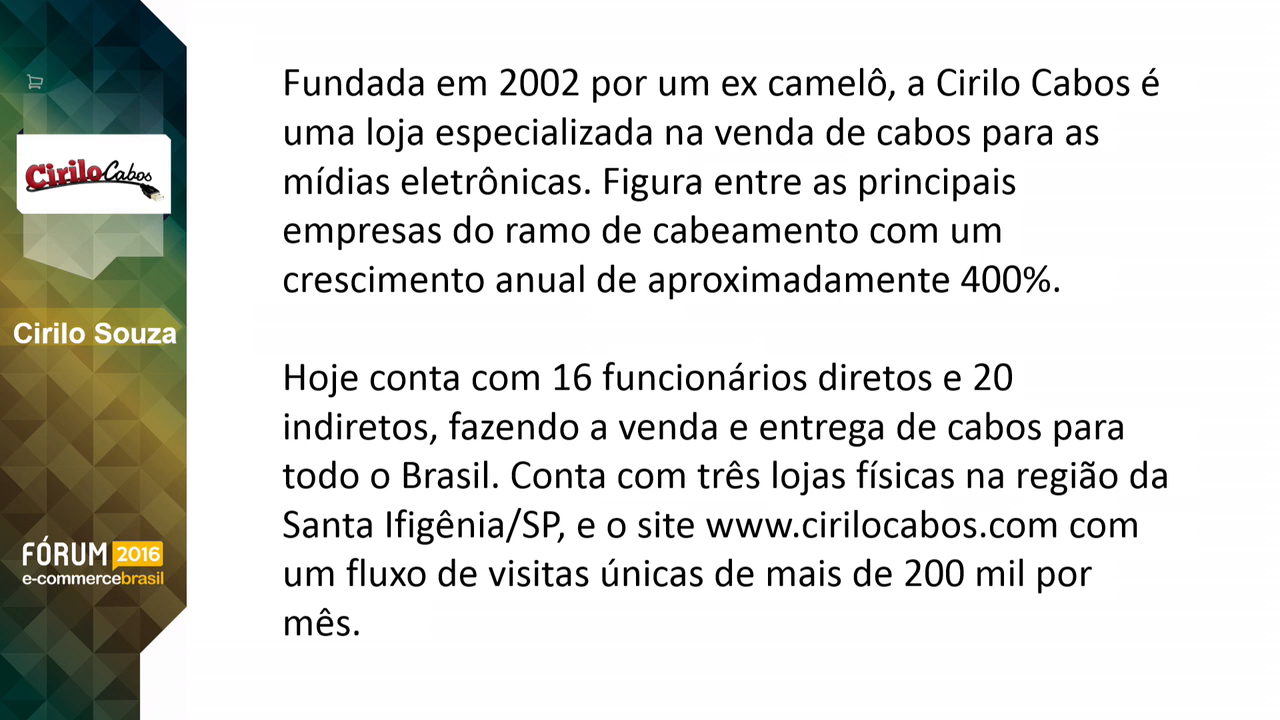 Cirilo Cabos
Cirilo Souza
FÓRUM 2016
e-commercebrasil
Fundada em 2002 por um ex camelô, a Cirilo Cabos é
uma loja especializada na venda de cabos para as
mídias eletrônicas. Figura entre as principais
empresas do ramo de cabeamento com um
crescimento anual de aproximadamente 400%.
Hoje conta com 16 funcionários diretos e 20
indiretos, fazendo a venda e entrega de cabos para
todo o Brasil. Conta com três lojas físicas na região da
Santa Ifigênia/SP, e o site www.cirilocabos.com com
um fluxo de visitas únicas de mais de 200 mil por
mês.